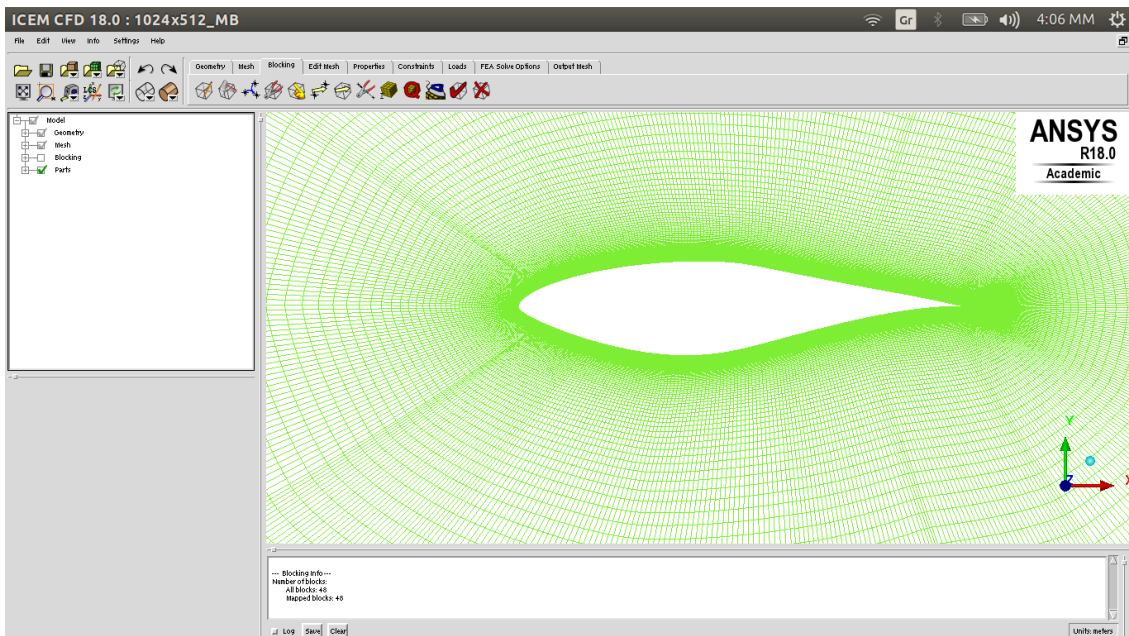 ICEM CFD 18.0 : 1024x512_MB
Gr
4:06 MM
File Edit View Info Settings Help
Geometry Mesh Blocking Edit Mesh Properties Constraints Loads FEA Solve Options Output Mesh
LCS
Model
Geometry
Mesh
Blocking
Parts
ANSYS
R18.0
Academic
Y
Z
X
--- Blocking Info ---
Number of blocks:
All blocks: 48
Mapped blocks: 48
Log Save Clear
Units: meters